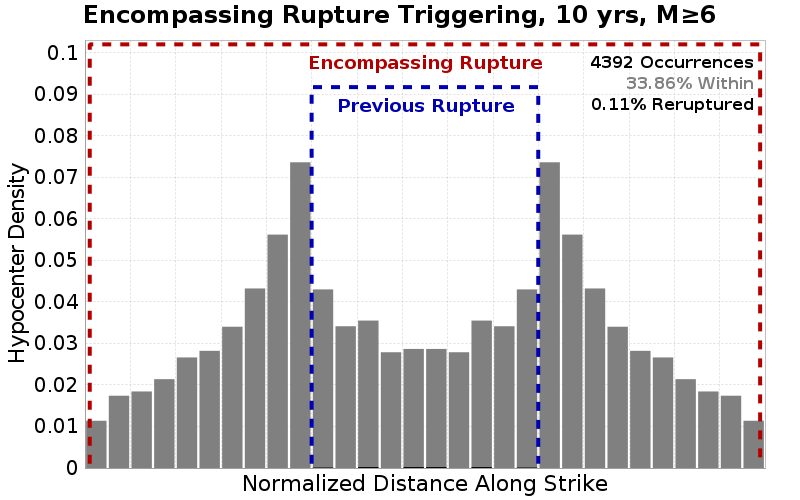 Encompassing Rupture Triggering, 10 yrs, M≥6
0.1
0.09
0.08
0.07
0.06
0.05
0.04
0.03
0.02
0.01
0
Hypocenter Density
Encompassing Rupture
Previous Rupture
4392 Occurrences
33.86% Within
0.11% Reruptured
Normalized Distance Along Strike